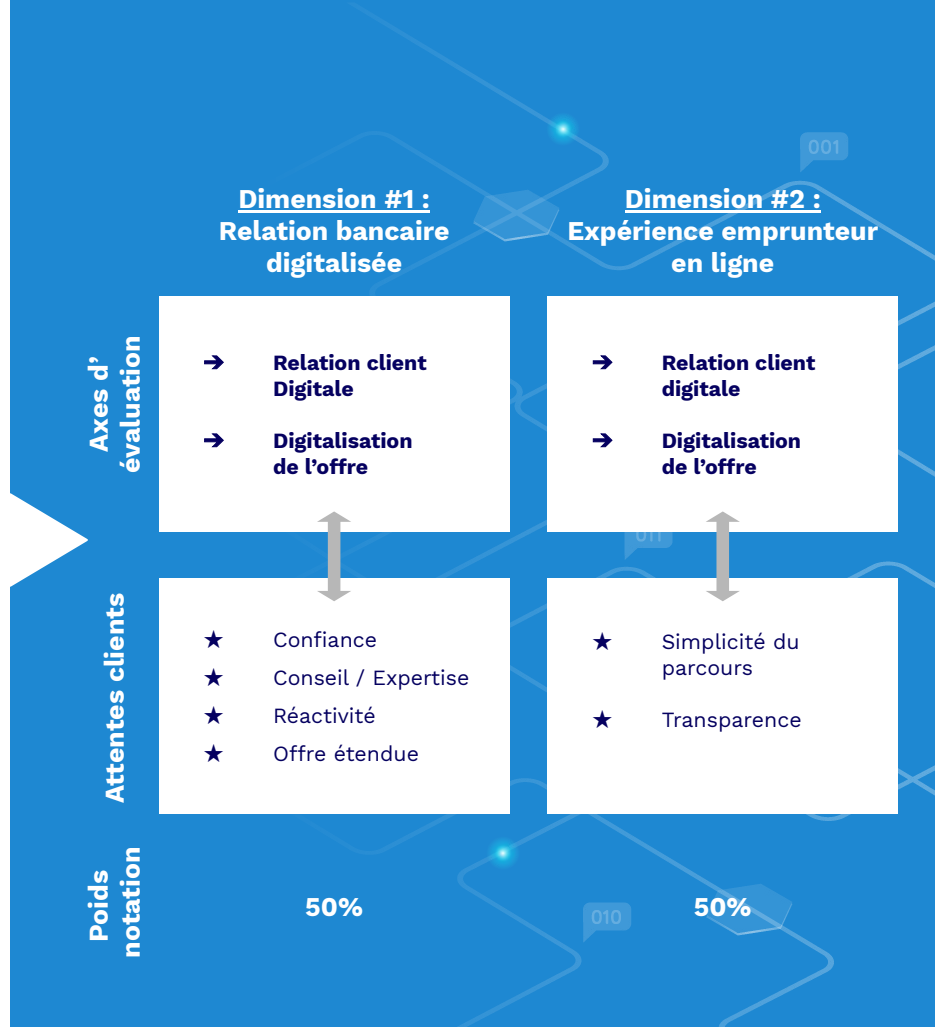 001
Dimension #1 :
Relation bancaire
digitalisée
Dimension #2 :
Expérience emprunteur
en ligne
Axes d’
évaluation
➔ Relation client
Digitale
➔ Digitalisation
de l’offre
➔ Relation client
digitale
➔ Digitalisation
de l’offre
011
Attentes clients
★ Confiance
★ Conseil / Expertise
★ Réactivité
★ Offre étendue
★ Simplicité du
parcours
★ Transparence
Poids
notation
50%
50%
010